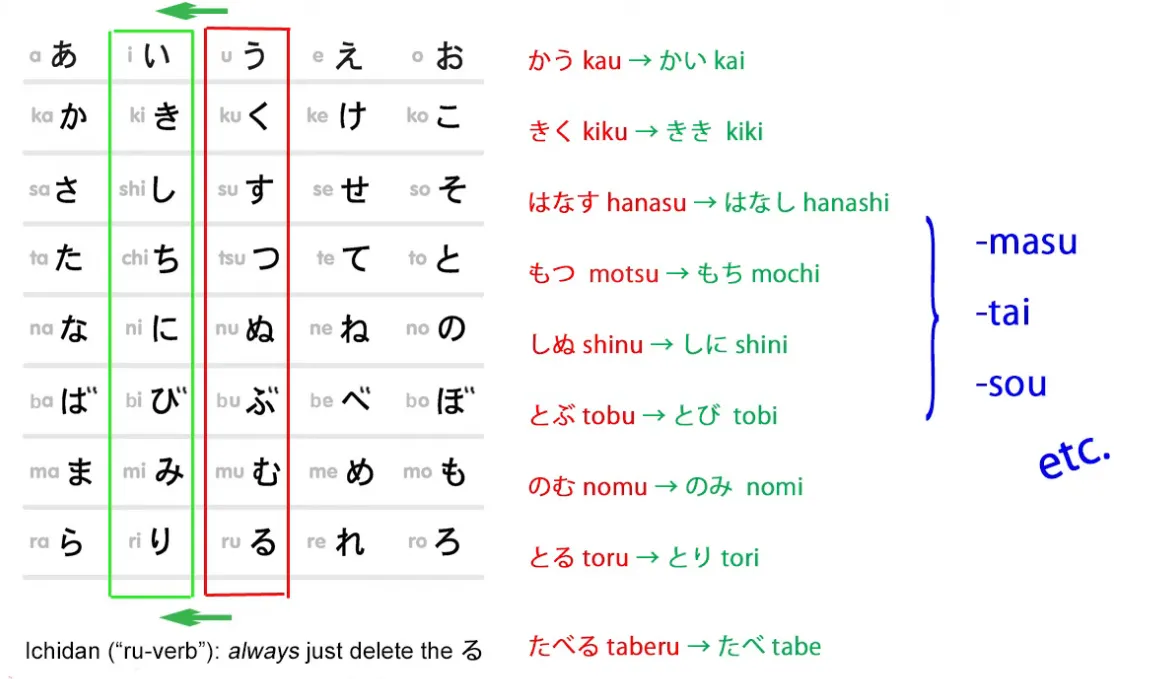 a あ i い u う e え o お
ka か ki き ku く ke け ko こ
sa さ shi し su す se せ so そ
ta た chi ち tsu つ te て to と
na な ni に nu ぬ ne ね no の
ba ば bi び bu ぶ be べ bo ぼ
ma ま mi み mu む me め mo も
ra ら ri り ru る re れ ro ろ
Ichidan (“ru-verb”): always just delete the る
かう kau → かい kai
きく kiku → きき kiki
はなす hanasu → はなし hanashi
もつ motsu → もち mochi
しぬ shinu → しに shini
とぶ tobu → とび tobi
のむ nomu → のみ nomi
とる toru → とり tori
たべる taberu → たべ tabe
-masu
-tai
-sou
etc.